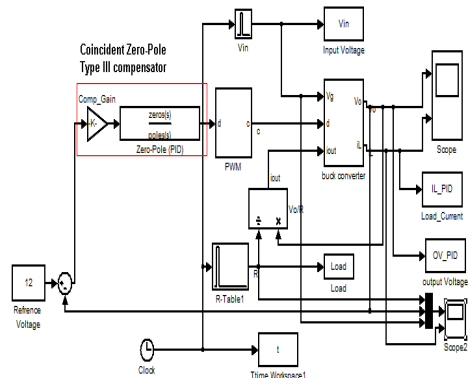 Coincident Zero-Pole
Type III compensator
Comp_Gain
-K-
zeros(s)
poles(s)
Zero-Pole (PID)
Vin
Vin
Input Voltage
d
c
c
PWM
Vg
d
iout
Vo
iL
buck converter
Scope
iout
Vo/R
÷
×
IL_PID
Load_Current
OV_PID
output Voltage
R-Table1
R
Load
Load
12
Refrence
Voltage
Clock
t
Ttime Workspace1
Scope2